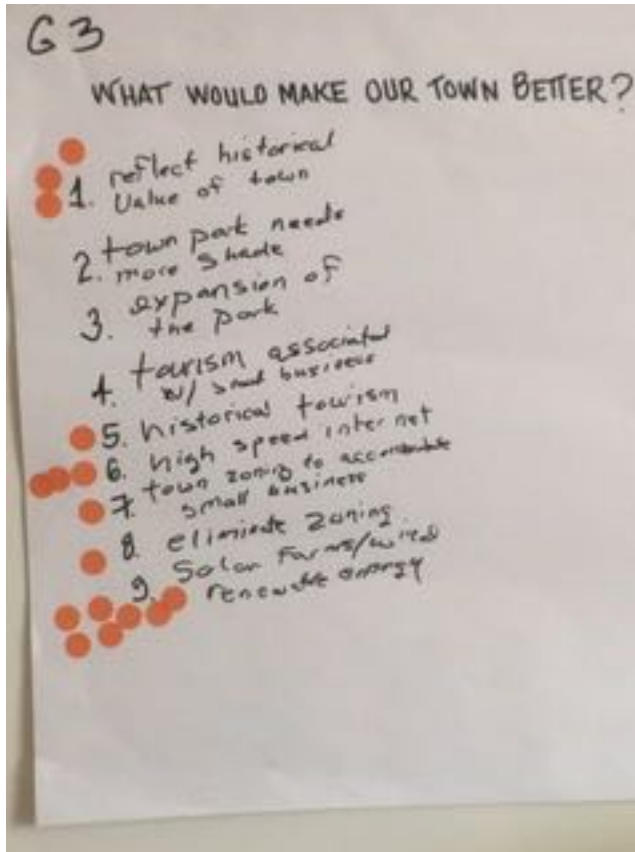 G3
WHAT WOULD MAKE OUR TOWN BETTER?
1. reflect historical
Value of town
2. town park needs
more shade
3. expansion of
the park
4. tourism associated
w/ small business
5. historical tourism
6. high speed internet
7. town zoning to accomodate
small business
8. eliminate zoning
9. Solar Farms/wind
renewable energy